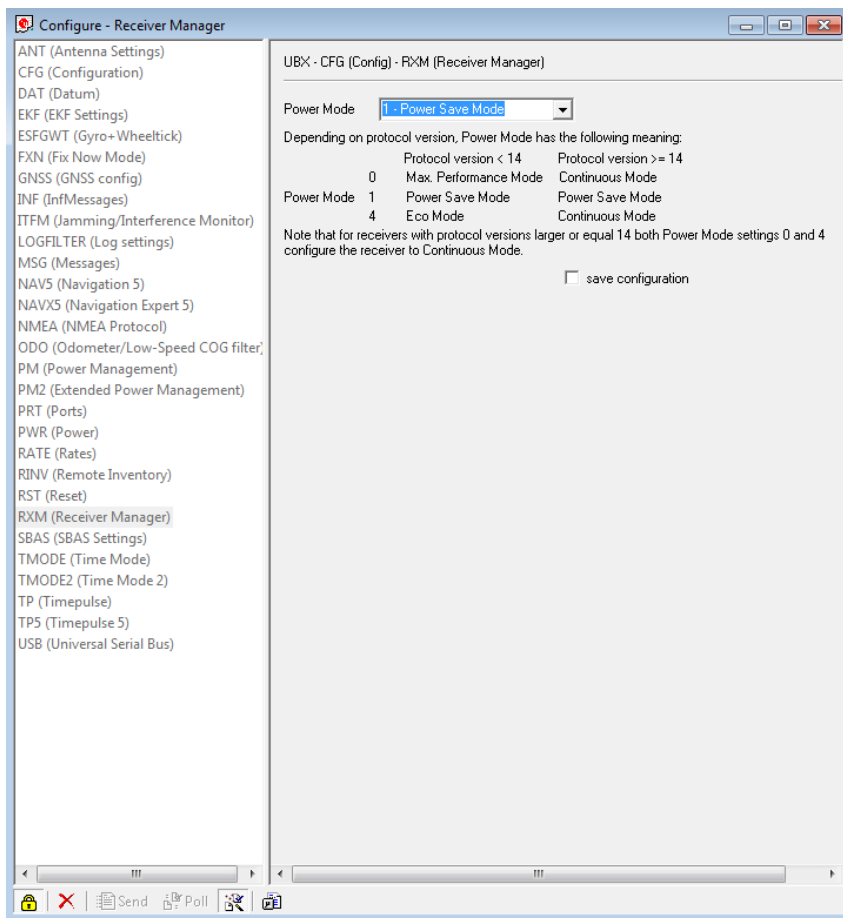 Configure - Receiver Manager
ANT (Antenna Settings)
CFG (Configuration)
DAT (Datum)
EKF (EKF Settings)
ESFGWT (Gyro+Wheeltick)
FXN (Fix Now Mode)
GNSS (GNSS config)
INF (InfMessages)
ITFM (Jamming/Interference Monitor)
LOGFILTER (Log settings)
MSG (Messages)
NAV5 (Navigation 5)
NAVX5 (Navigation Expert 5)
NMEA (NMEA Protocol)
ODO (Odometer/Low-Speed COG filter)
PM (Power Management)
PM2 (Extended Power Management)
PRT (Ports)
PWR (Power)
RATE (Rates)
RINV (Remote Inventory)
RST (Reset)
RXM (Receiver Manager)
SBAS (SBAS Settings)
TMODE (Time Mode)
TMODE2 (Time Mode 2)
TP (Timepulse)
TP5 (Timepulse 5)
USB (Universal Serial Bus)
UBX - CFG (Config) - RXM (Receiver Manager)
Power Mode 1 - Power Save Mode
Depending on protocol version, Power Mode has the following meaning:
Protocol version < 14 Protocol version >= 14
0 Max. Performance Mode Continuous Mode
Power Mode 1 Power Save Mode Power Save Mode
4 Eco Mode Continuous Mode
Note that for receivers with protocol versions larger or equal 14 both Power Mode settings 0 and 4
configure the receiver to Continuous Mode.
save configuration
Send Poll